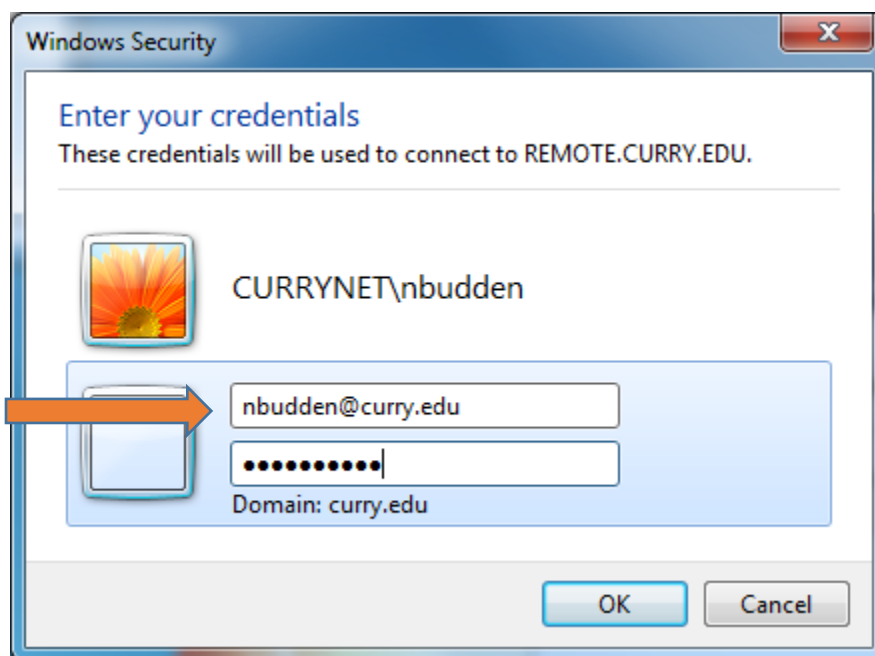 Windows Security
Enter your credentials
These credentials will be used to connect to REMOTE.CURRY.EDU.
CURRYNET\nbudden
nbudden@curry.edu
●●●●●●●●●●
Domain: curry.edu
OK
Cancel